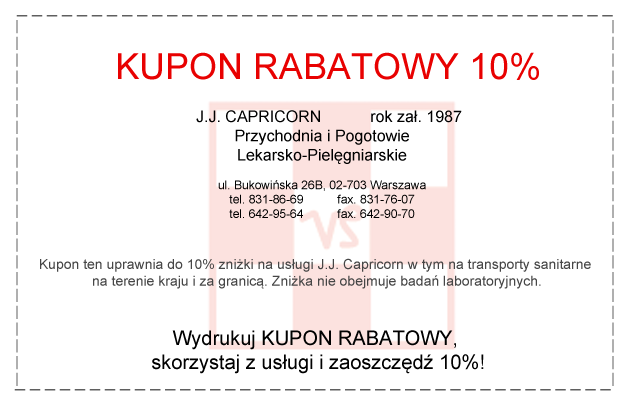 KUPON RABATOWY 10%
J.J. CAPRICORN rok zał. 1987
Przychodnia i Pogotowie
Lekarsko-Pielęgniarskie
ul. Bukowińska 26B, 02-703 Warszawa
tel. 831-86-69 fax. 831-76-07
tel. 642-95-64 fax. 642-90-70
VS
Kupon ten uprawnia do 10% zniżki na usługi J.J. Capricorn w tym na transporty sanitarne
na terenie kraju i za granicą. Zniżka nie obejmuje badań laboratoryjnych.
Wydrukuj KUPON RABATOWY,
skorzystaj z usługi i zaoszczędź 10%!